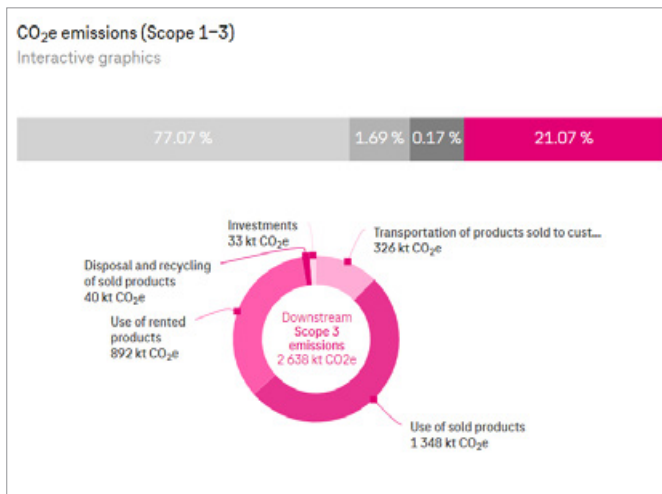 CO₂e emissions (Scope 1–3)
Interactive graphics
77.07 %
1.69 %
0.17 %
21.07 %
Investments
33 kt CO₂e
Transportation of products sold to cust...
326 kt CO₂e
Disposal and recycling
of sold products
40 kt CO₂e
Use of rented
products
892 kt CO₂e
Downstream
Scope 3
emissions
2 638 kt CO2e
Use of sold products
1 348 kt CO₂e